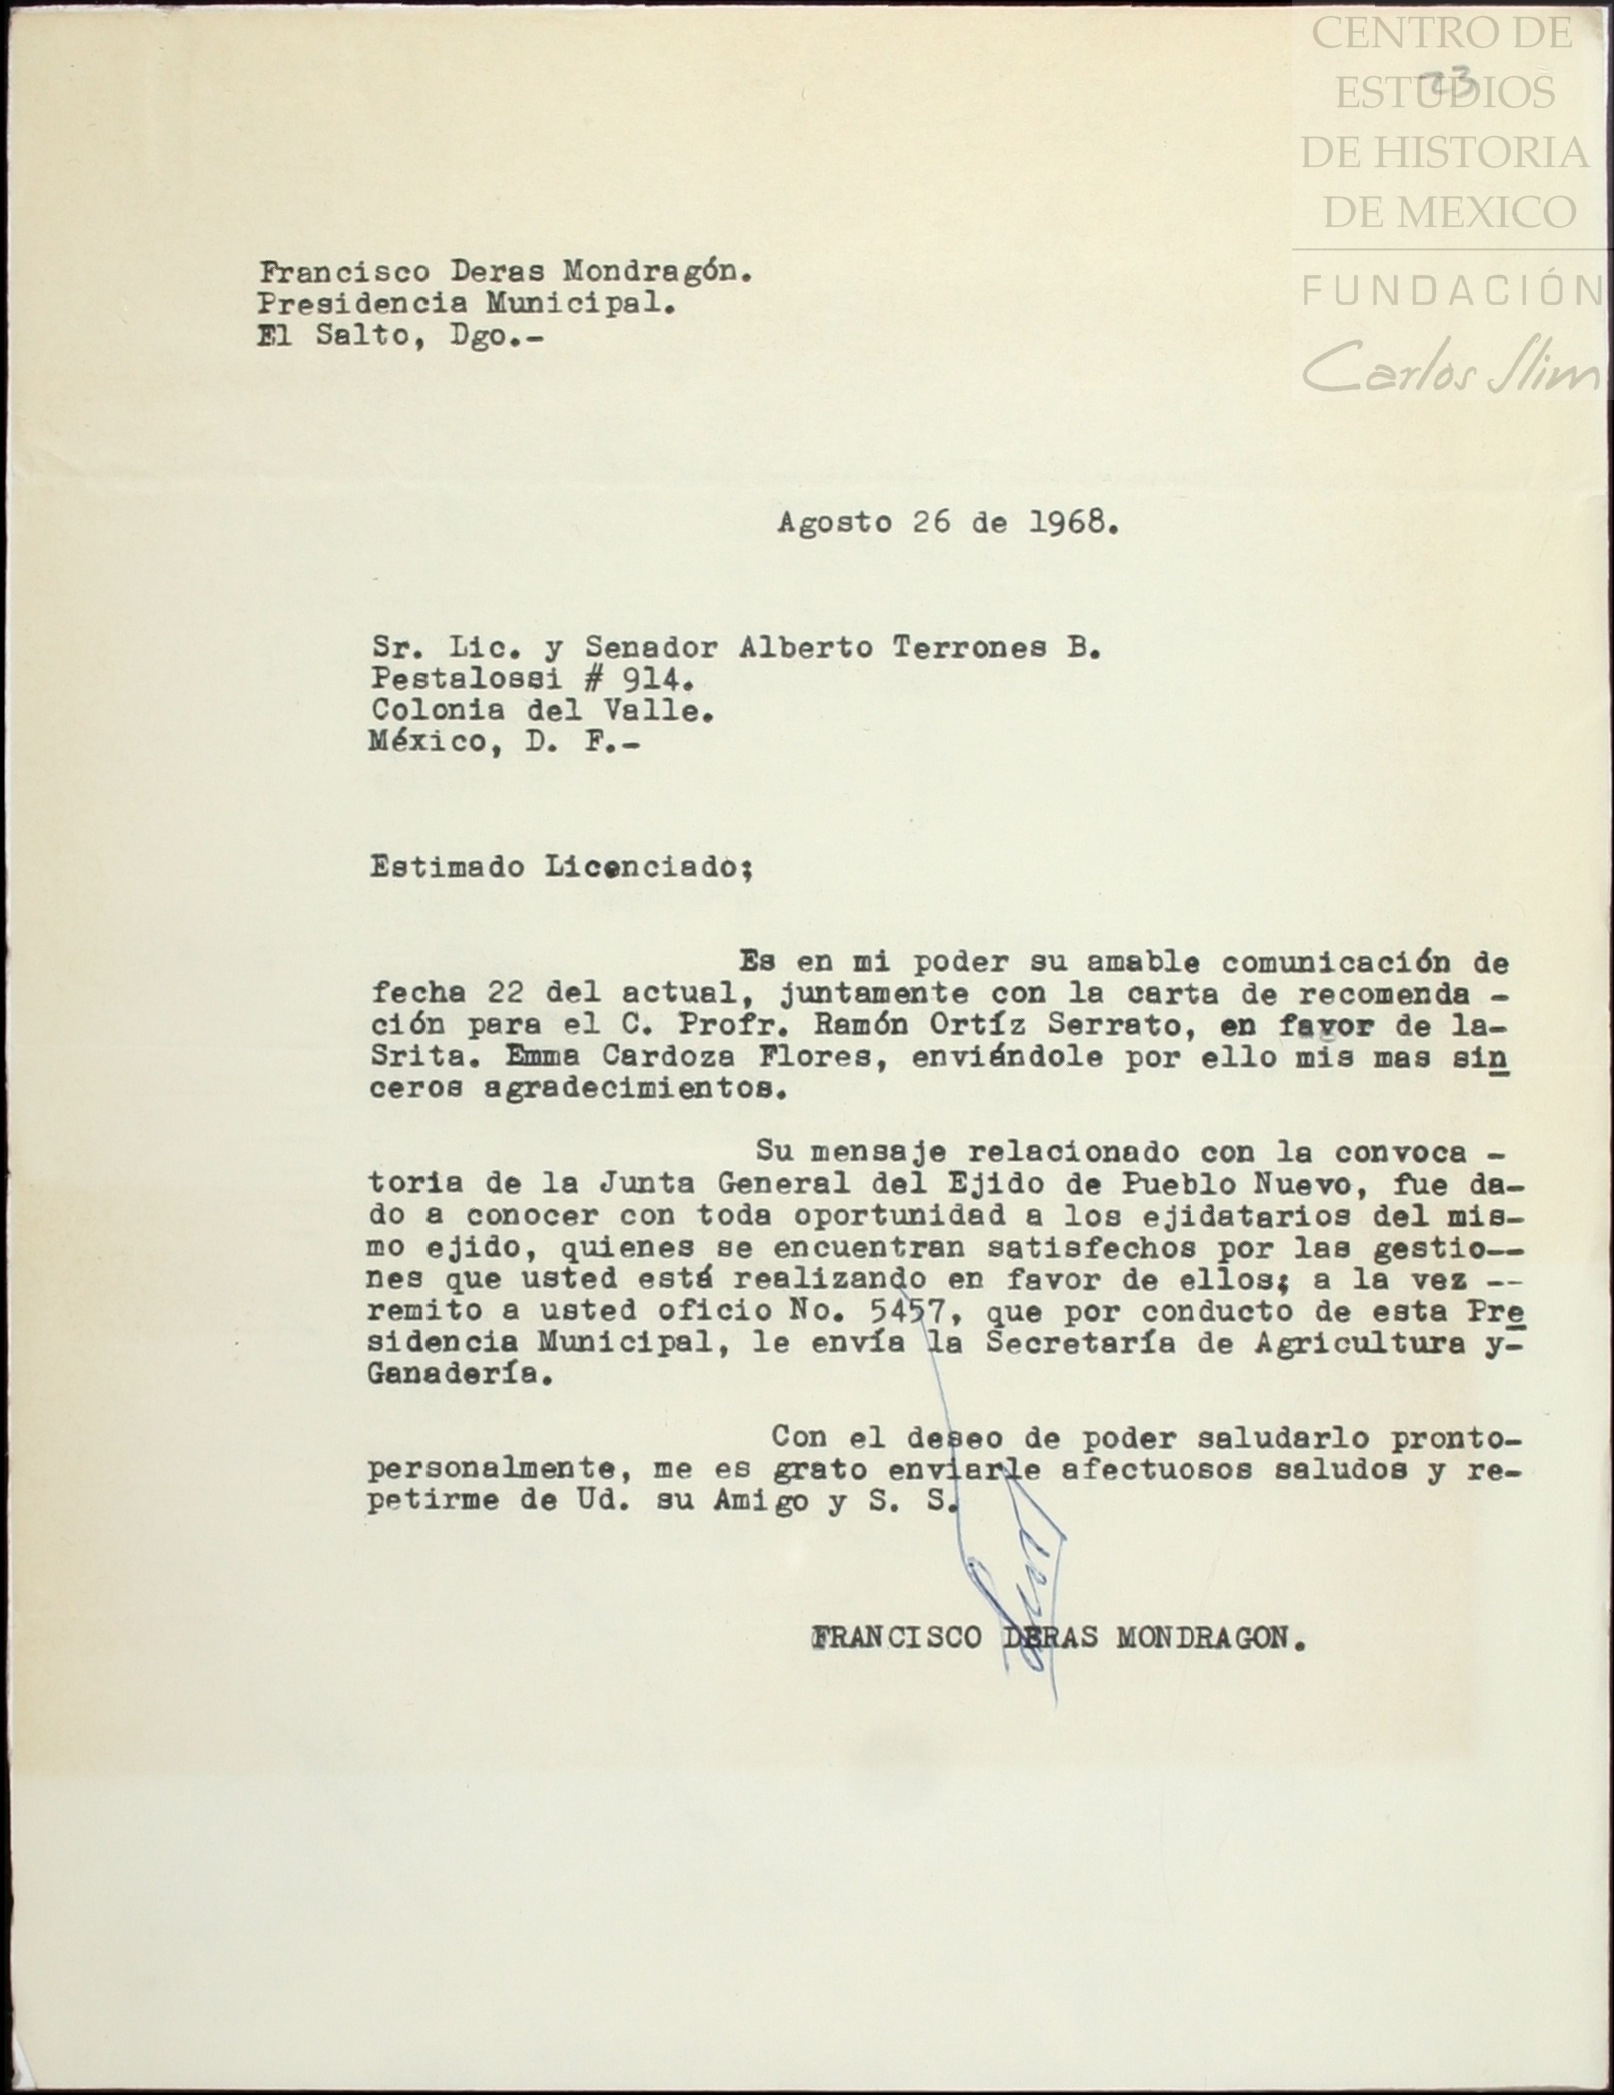 CENTRO DE
ESTUDIOS
DE HISTORIA
DE MEXICO
FUNDACIÓN
Carlos Slim
23
Francisco Deras Mondragón.
Presidencia Municipal.
El Salto, Dgo.-
Agosto 26 de 1968.
Sr. Lic. y Senador Alberto Terrones B.
Pestalossi # 914.
Colonia del Valle.
México, D. F.-
Estimado Licenciado;
Es en mi poder su amable comunicación de
fecha 22 del actual, juntamente con la carta de recomenda -
ción para el C. Profr. Ramón Ortíz Serrato, en favor de la-
Srita. Emma Cardoza Flores, enviándole por ello mis mas sin
ceros agradecimientos.
Su mensaje relacionado con la convoca -
toria de la Junta General del Ejido de Pueblo Nuevo, fue da-
do a conocer con toda oportunidad a los ejidatarios del mis-
mo ejido, quienes se encuentran satisfechos por las gestio--
nes que usted está realizando en favor de ellos; a la vez --
remito a usted oficio No. 5457, que por conducto de esta Pre
sidencia Municipal, le envía la Secretaría de Agricultura y-
Ganadería.
Con el deseo de poder saludarlo pronto-
personalmente, me es grato enviarle afectuosos saludos y re-
petirme de Ud. su Amigo y S. S.
FRANCISCO DERAS MONDRAGON.